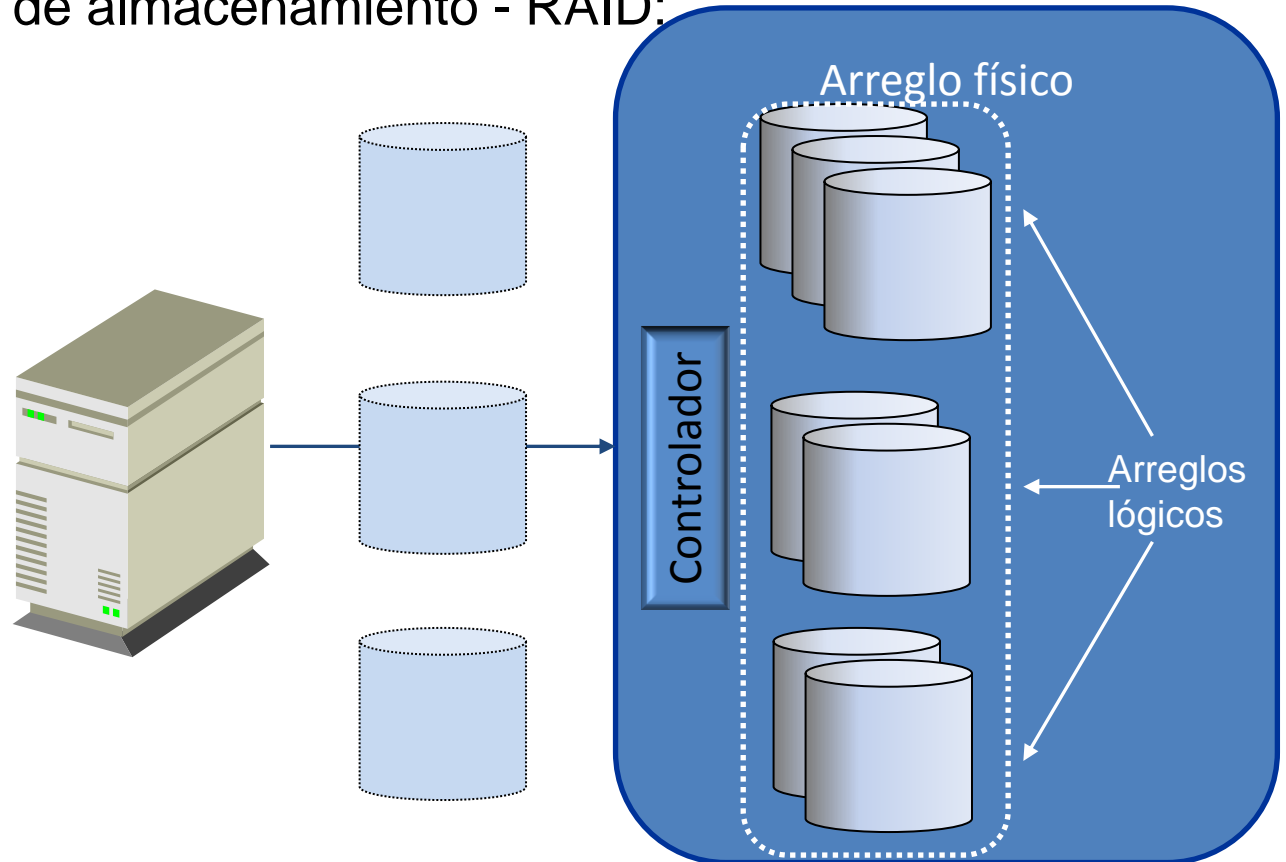 de almacenamiento - RAID:
Arreglo físico
Controlador
Arreglos
lógicos